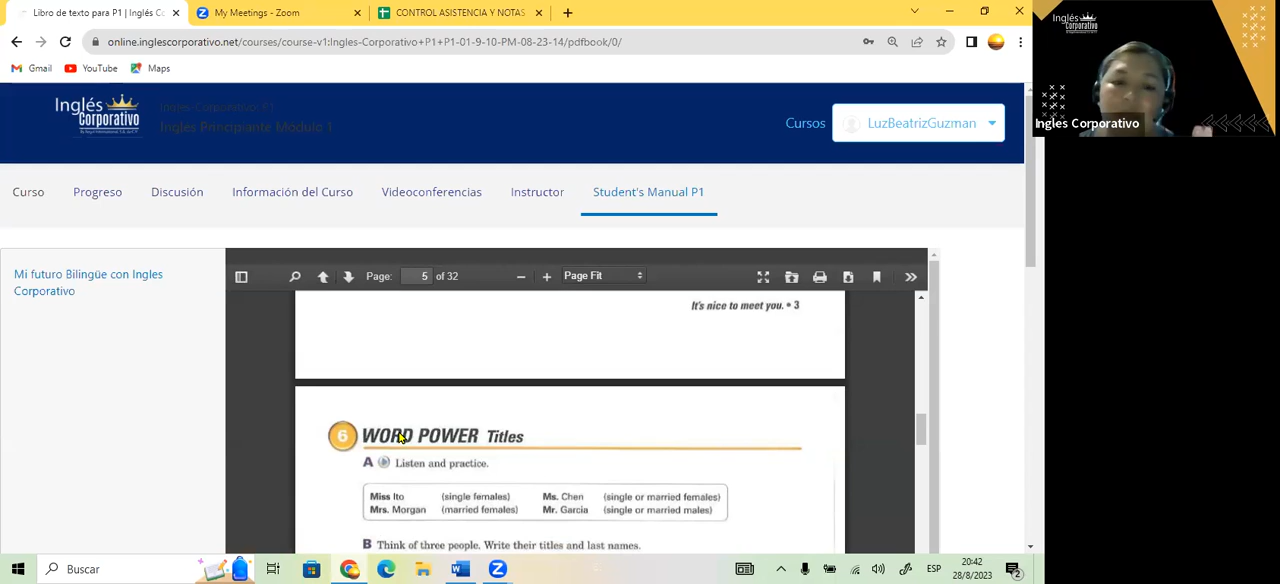 Libro de texto para P1 | Inglés Co
My Meetings - Zoom
CONTROL ASISTENCIA Y NOTAS
online.inglescorporativo.net/courses/course-v1:Ingles-Corporativo+P1+P1-01-9-10-PM-08-23-14/pdfbook/0/
Gmail
YouTube
Maps
Inglés
Corporativo
Ingles Corporativo
Inglés
Corporativo
Ingles Corporativo P1
Ingles Principiante Módulo 1
Cursos
LuzBeatrizGuzman
Curso
Progreso
Discusión
Información del Curso
Videoconferencias
Instructor
Student's Manual P1
Mi futuro Bilingüe con Ingles
Corporativo
Page: 5 of 32
Page Fit
It's nice to meet you. • 3
6 WORD POWER Titles
A Listen and practice.
Miss Ito (single females) Ms. Chen (single or married females)
Mrs. Morgan (married females) Mr. Garcia (single or married males)
B Think of three people. Write their titles and last names.
Buscar
ESP
20:42
28/8/2023
2